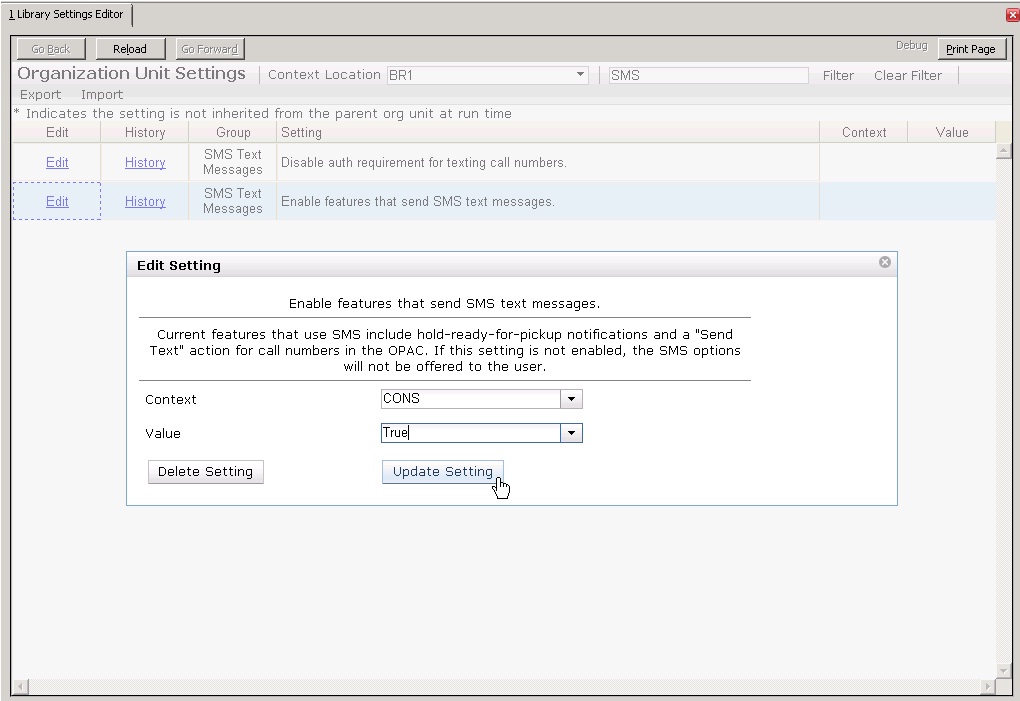 1 Library Settings Editor
Go Back Reload Go Forward Debug Print Page
Organization Unit Settings Context Location BR1 SMS Filter Clear Filter
Export Import
* Indicates the setting is not inherited from the parent org unit at run time
Edit History Group Setting Context Value
Edit History SMS Text Messages Disable auth requirement for texting call numbers.
Edit History SMS Text Messages Enable features that send SMS text messages.
Edit Setting
Enable features that send SMS text messages.
Current features that use SMS include hold-ready-for-pickup notifications and a "Send
Text" action for call numbers in the OPAC. If this setting is not enabled, the SMS options
will not be offered to the user.
Context CONS
Value True
Delete Setting Update Setting